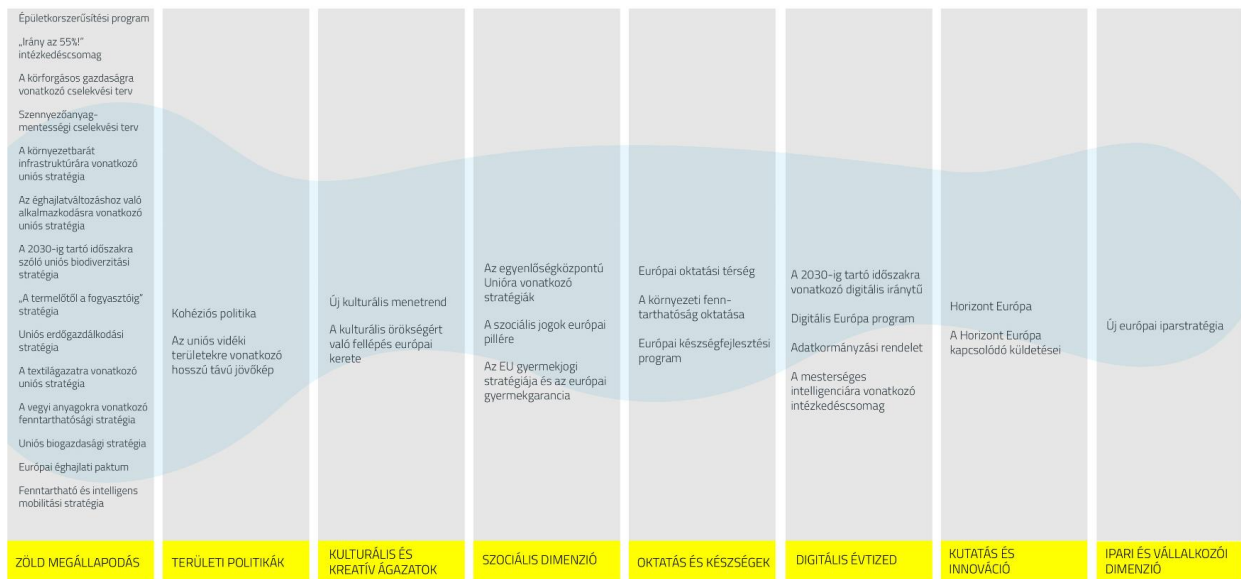 Épületkorszerűsítési program
„Irány az 55%!”
intézkedéscsomag
A körforgásos gazdaságra
vonatkozó cselekvési terv
Szennyezőanyag-
mentességi cselekvési terv
A környezetbarát
infrastruktúrára vonatkozó
uniós stratégia
Az éghajlatváltozáshoz való
alkalmazkodásra vonatkozó
uniós stratégia
A 2030-ig tartó időszakra
szóló uniós biodiverzitási
stratégia
„A termelőtől a fogyasztóig”
stratégia
Uniós erdőgazdálkodási
stratégia
A textilágazatra vonatkozó
uniós stratégia
A vegyi anyagokra vonatkozó
fenntarthatósági stratégia
Uniós biogazdasági stratégia
Európai éghajlati paktum
Fenntartható és intelligens
mobilitási stratégia
ZÖLD MEGÁLLAPODÁS
Kohéziós politika
Az uniós vidéki
területekre vonatkozó
hosszú távú jövőkép
TERÜLETI POLITIKÁK
Új kulturális menetrend
A kulturális örökségért
való fellépés európai
kerete
KULTURÁLIS ÉS
KREATÍV ÁGAZATOK
Az egyenlőségközpontú
Unióra vonatkozó
stratégiák
A szociális jogok európai
pillére
Az EU gyermekjogi
stratégiája és az európai
gyermekgarancia
SZOCIÁLIS DIMENZIÓ
Európai oktatási térség
A környezeti fenn-
tarthatóság oktatása
Európai készségfejlesztési
program
OKTATÁS ÉS KÉSZSÉGEK
A 2030-ig tartó időszakra
vonatkozó digitális iránytű
Digitális Európa program
Adatkormányzási rendelet
A mesterséges
intelligenciára vonatkozó
intézkedéscsomag
DIGITÁLIS ÉVTIZED
Horizont Európa
A Horizont Európa
kapcsolódó küldetései
KUTATÁS ÉS
INNOVÁCIÓ
Új európai iparstratégia
IPARI ÉS VÁLLALKOZÓI
DIMENZIÓ